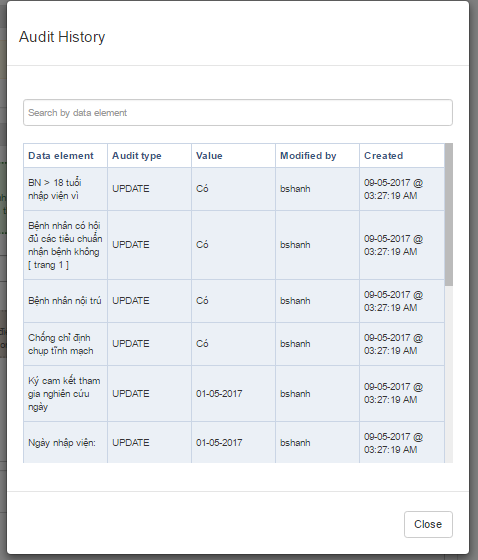 Audit History
Search by data element
Data element Audit type Value Modified by Created
BN > 18 tuổi
nhập viện vì
UPDATE Có bshanh
09-05-2017 @
03:27:19 AM
Bệnh nhân có hội
đủ các tiêu chuẩn
nhận bệnh không
[ trang 1 ]
UPDATE Có bshanh
09-05-2017 @
03:27:19 AM
Bệnh nhân nội trú
UPDATE Có bshanh
09-05-2017 @
03:27:19 AM
Chống chỉ định
chụp tĩnh mạch
UPDATE Có bshanh
09-05-2017 @
03:27:19 AM
Ký cam kết tham
gia nghiên cứu
ngày
UPDATE 01-05-2017 bshanh
09-05-2017 @
03:27:19 AM
Ngày nhập viện:
UPDATE 01-05-2017 bshanh
09-05-2017 @
03:27:19 AM
Close